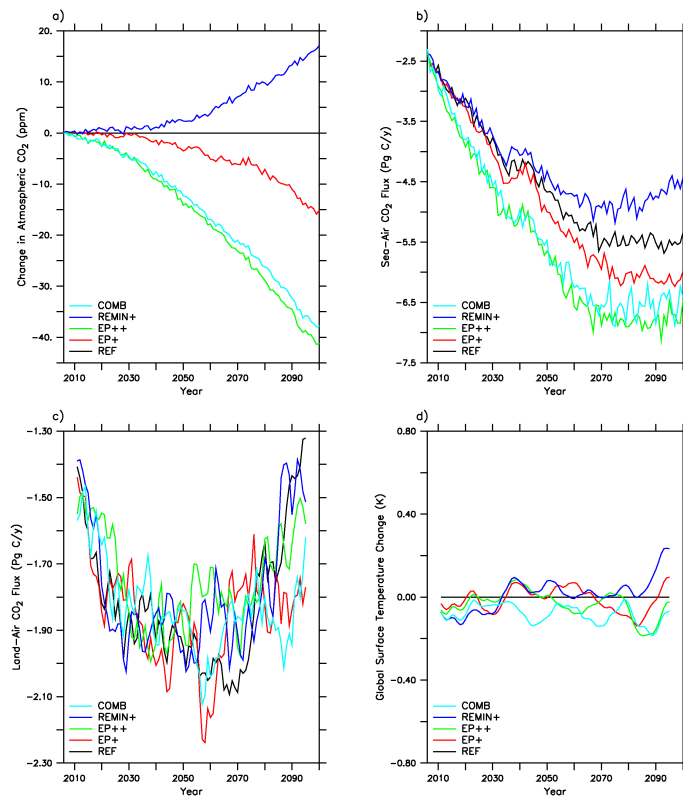 a)
20.
10.
0.
−10.
−20.
−30.
−40.
Change in Atmospheric CO2 (ppm)
COMB
REMIN+
EP++
EP+
REF
2010 2030 2050 2070 2090
Year
b)
−2.5
−3.5
−4.5
−5.5
−6.5
−7.5
Sea−Air CO2 Flux (Pg C/y)
COMB
REMIN+
EP++
EP+
REF
2010 2030 2050 2070 2090
Year
c)
−1.30
−1.50
−1.70
−1.90
−2.10
−2.30
Land−Air CO2 Flux (Pg C/y)
COMB
REMIN+
EP++
EP+
REF
2010 2030 2050 2070 2090
Year
d)
0.80
0.40
0.00
−0.40
−0.80
Global Surface Temperature Change (K)
COMB
REMIN+
EP++
EP+
REF
2010 2030 2050 2070 2090
Year